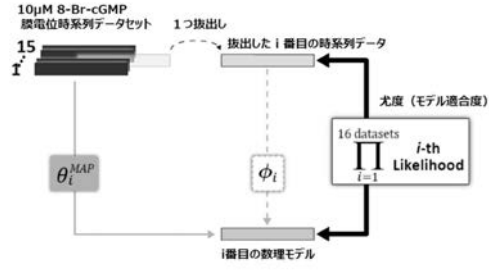 10μM 8-Br-cGMP
膜電位時系列データセット
1つ抜出し
抜出した i 番目の時系列データ
15
1
尤度（モデル適合度）
16 datasets
∏
i=1
i-th
Likelihood
θ_i^{MAP}
ϕ_i
i番目の数理モデル